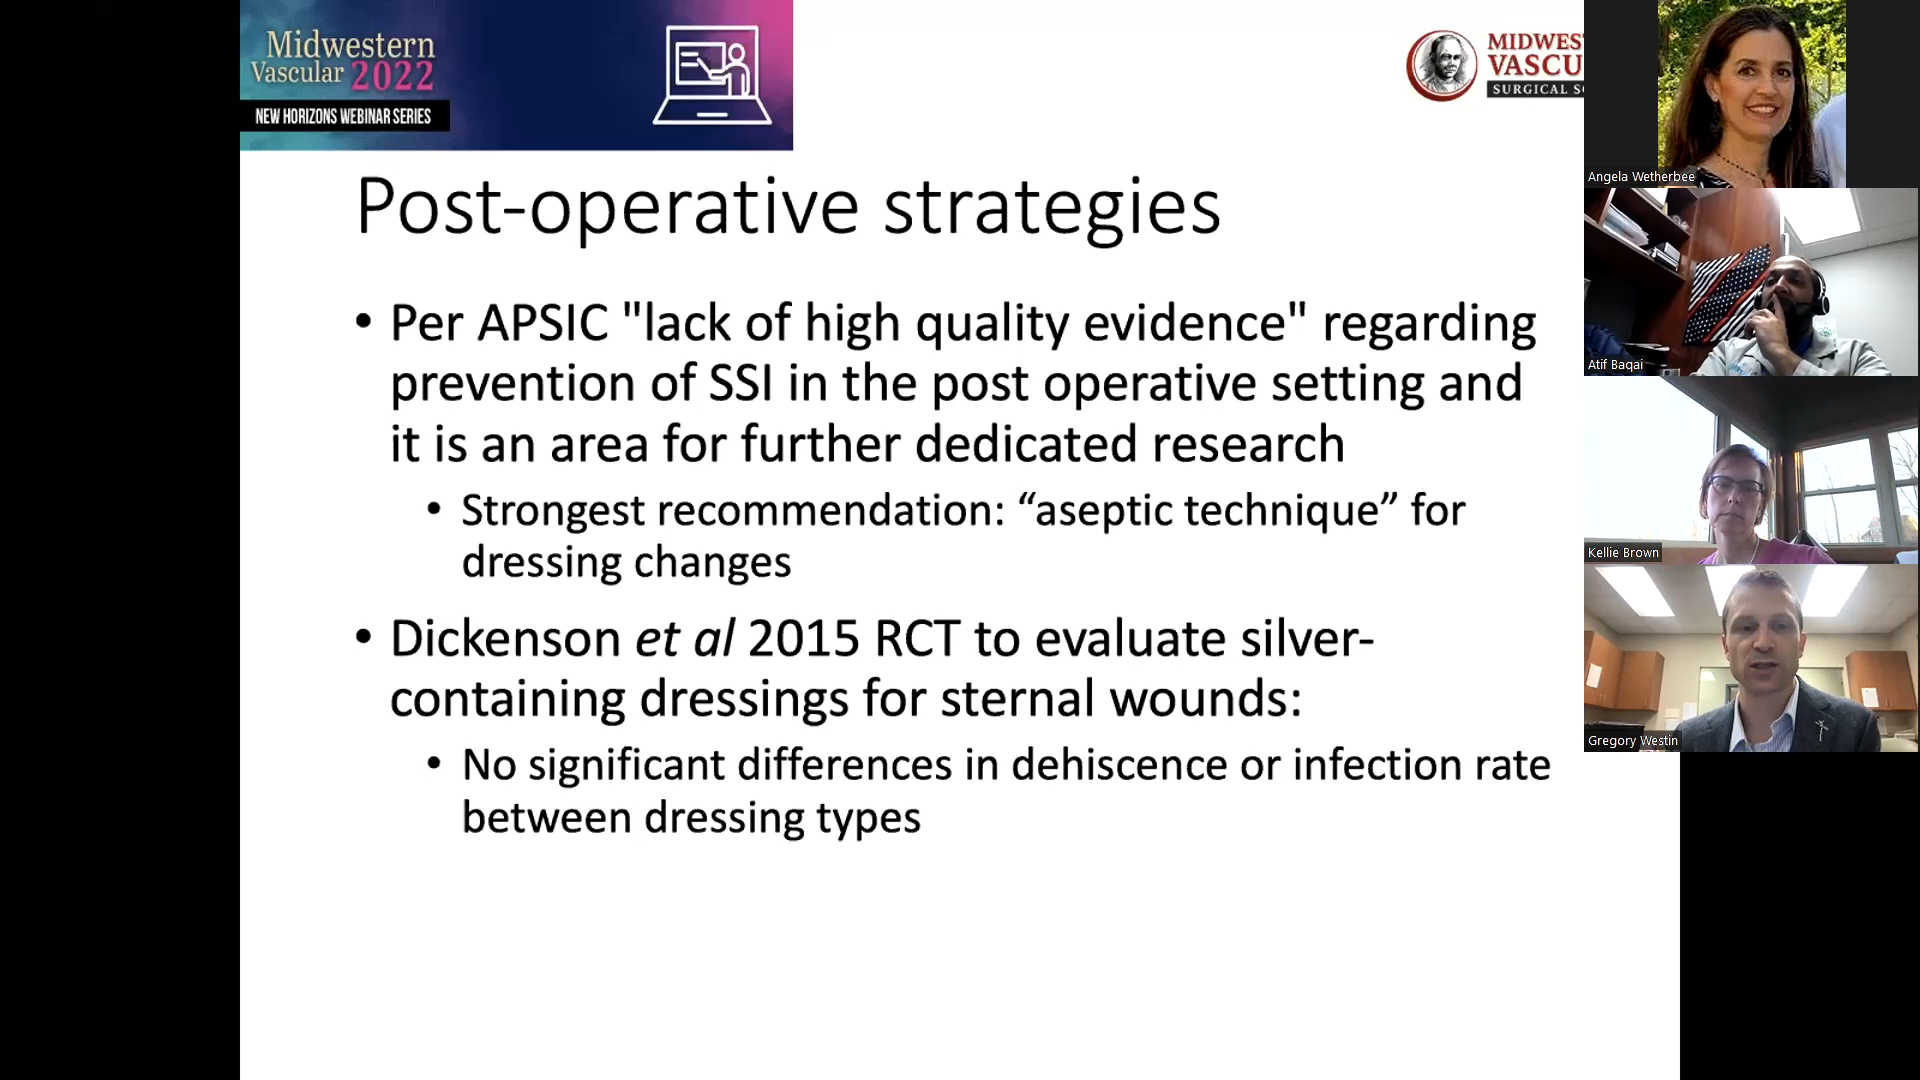 Midwestern
Vascular 2022
NEW HORIZONS WEBINAR SERIES
Post-operative strategies
• Per APSIC "lack of high quality evidence" regarding
prevention of SSI in the post operative setting and
it is an area for further dedicated research
• Strongest recommendation: “aseptic technique” for
dressing changes
• Dickenson et al 2015 RCT to evaluate silver-
containing dressings for sternal wounds:
• No significant differences in dehiscence or infection rate
between dressing types
MIDWES
VASCU
SURGICAL S
Angela Wetherbee
Atif Baqai
Kellie Brown
Gregory Westin